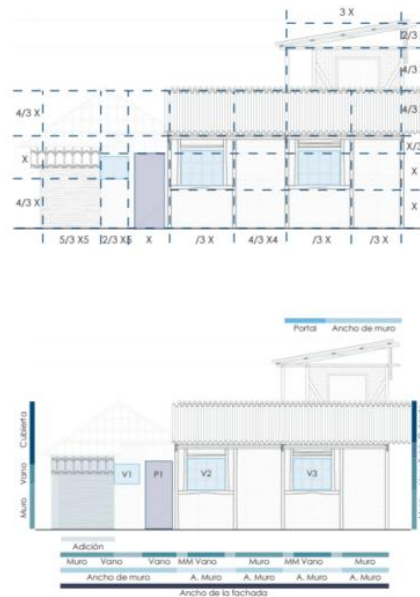 3 X
2/3
4/3
4/3 X
4/3 X
X/3
X
X
4/3 X
X
5/3 X5
2/3 X5
X
/3 X
4/3 X4
/3 X
/3 X
Portal
Ancho de muro
Cubierta
Vano
Muro
V1
P1
V2
V3
Adición
Muro
Vano
Vano
MM Vano
Muro
MM Vano
Muro
Ancho de muro
A. Muro
A. Muro
A. Muro
A. Muro
Ancho de la fachada